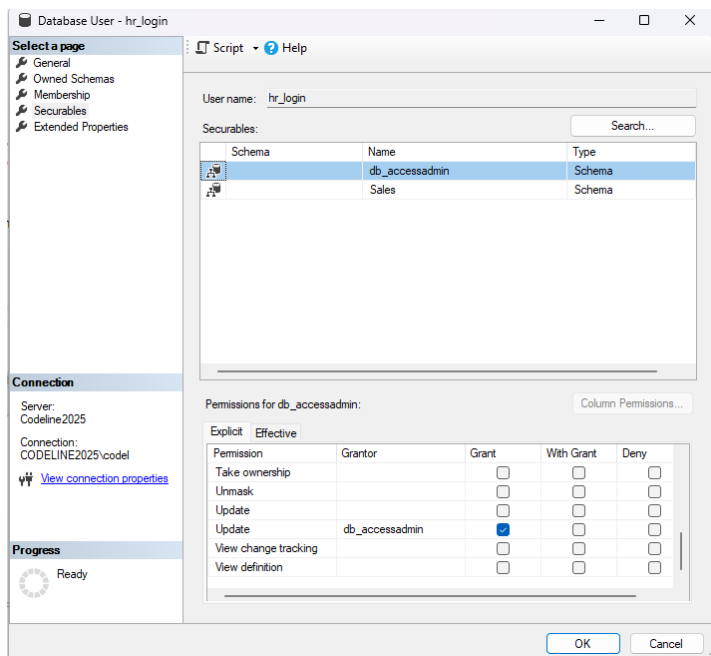 Database User - hr_login
Select a page
General
Owned Schemas
Membership
Securables
Extended Properties
Script
Help
User name: hr_login
Securables:
Search...
Schema Name Type
db_accessadmin Schema
Sales Schema
Connection
Server:
Codeline2025
Connection:
CODELINE2025\codel
View connection properties
Progress
Ready
Permissions for db_accessadmin:
Column Permissions...
Explicit Effective
Permission Grantor Grant With Grant Deny
Take ownership
Unmask
Update
Update db_accessadmin
View change tracking
View definition
OK Cancel